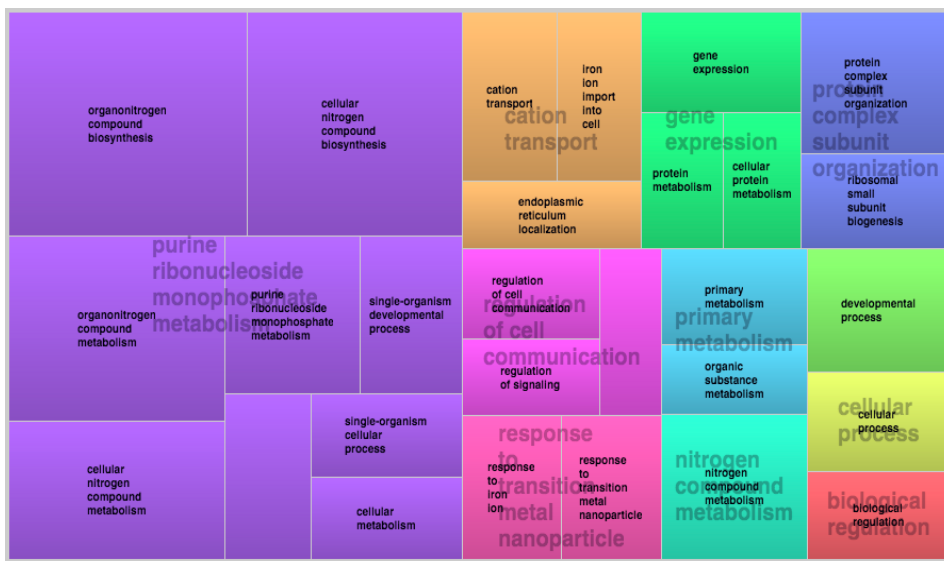 organonitrogen
compound
biosynthesis
cellular
nitrogen
compound
biosynthesis
organonitrogen
compound
metabolism
purine
ribonucleoside
monophosphate
metabolism
single-organism
developmental
process
purine
ribonucleoside
monophosphate
metabolism
cellular
nitrogen
compound
metabolism
single-organism
cellular
process
cellular
metabolism
cation
transport
iron
ion
import
into
cell
cation
transport
endoplasmic
reticulum
localization
gene
expression
gene
expression
protein
metabolism
cellular
protein
metabolism
protein
complex
subunit
organization
protein
complex
subunit
organization
ribosomal
small
subunit
biogenesis
regulation
of cell
communication
regulation
of cell
communication
regulation
of signaling
primary
metabolism
primary
metabolism
organic
substance
metabolism
developmental
process
cellular
process
cellular
process
response
to
iron
ion
response
to
transition
metal
nanoparticle
response
to
transition
metal
nanoparticle
nitrogen
compound
metabolism
nitrogen
compound
metabolism
biological
regulation
biological
regulation